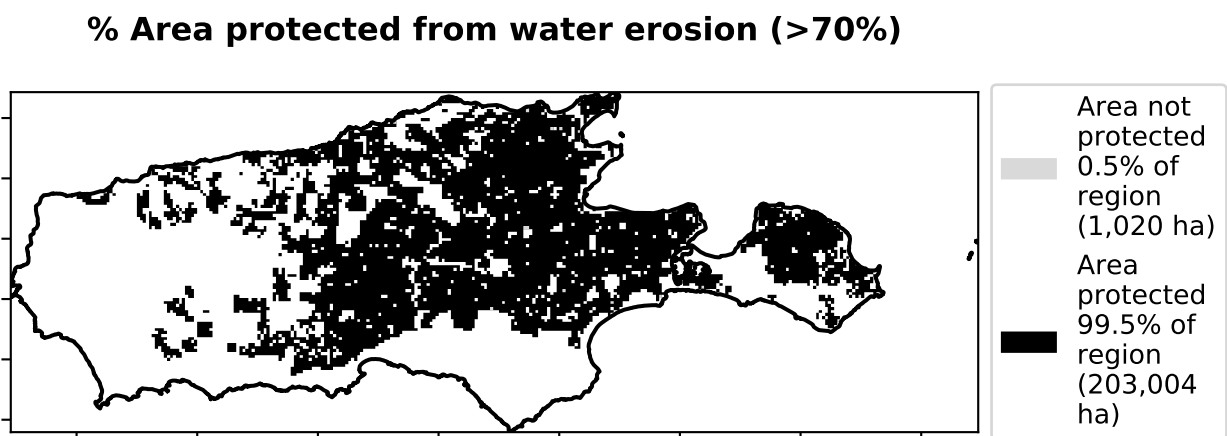 % Area protected from water erosion (>70%)
Area not
protected
0.5% of
region
(1,020 ha)
Area
protected
99.5% of
region
(203,004
ha)